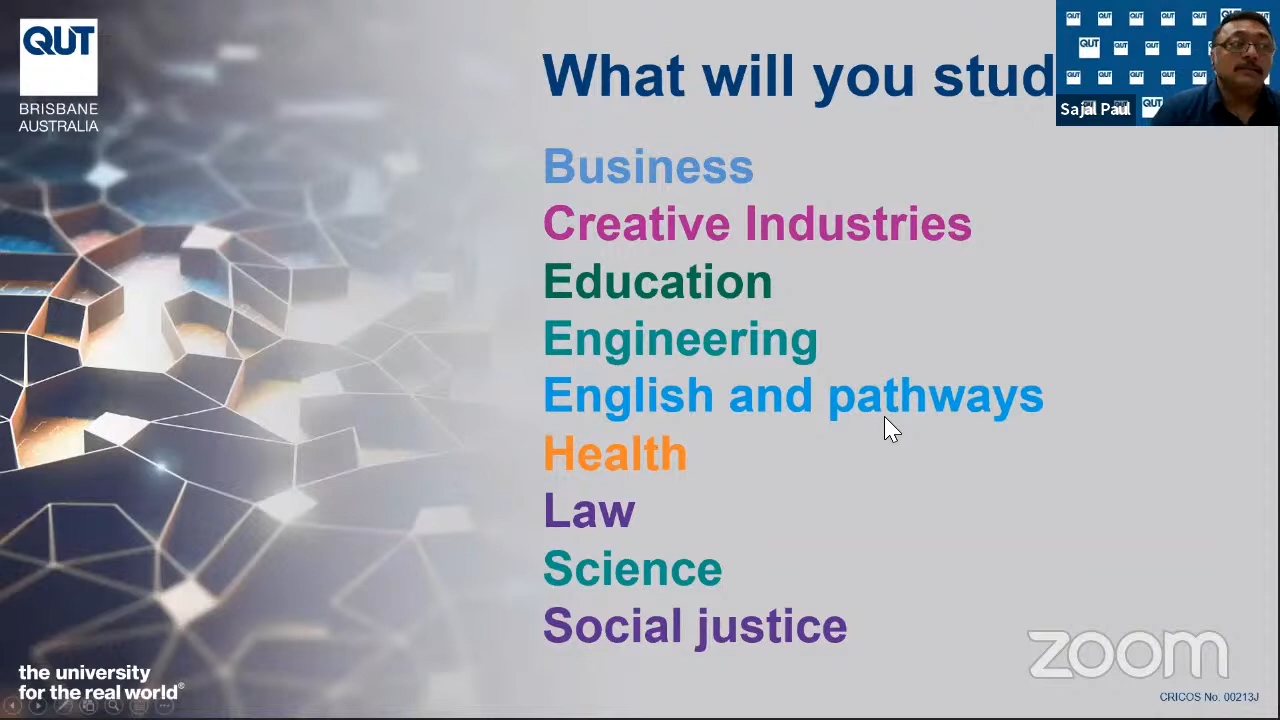 QUT
BRISBANE
AUSTRALIA
What will you stud
Sajal Paul
Business
Creative Industries
Education
Engineering
English and pathways
Health
Law
Science
Social justice
the university
for the real world®
zoom
CRICOS No. 00213J